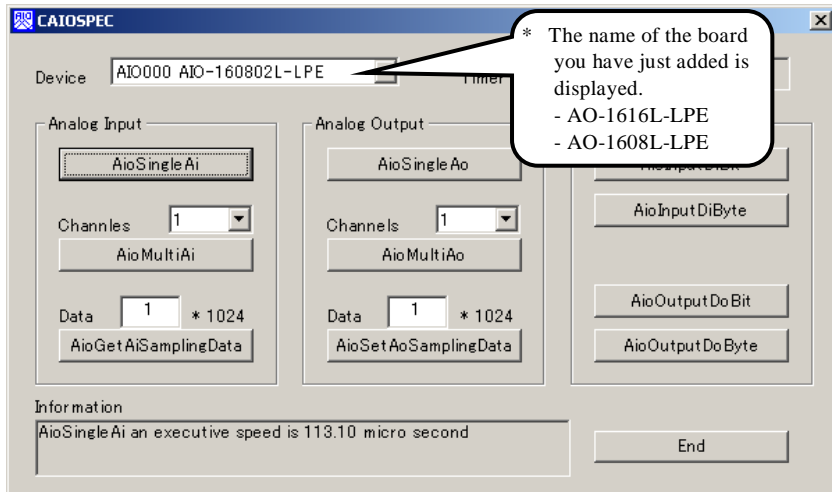 CAIOSPEC
* The name of the board
you have just added is
displayed.
- AO-1616L-LPE
- AO-1608L-LPE
Device AIO000 AIO-160802L-LPE
Analog Input
AioSingleAi
Channles 1
AioMultiAi
Data 1 * 1024
AioGetAiSamplingData
Analog Output
AioSingleAo
Channels 1
AioMultiAo
Data 1 * 1024
AioSetAoSamplingData
AioInputDiByte
AioOutputDoBit
AioOutputDoByte
Information
AioSingleAi an executive speed is 113.10 micro second
End